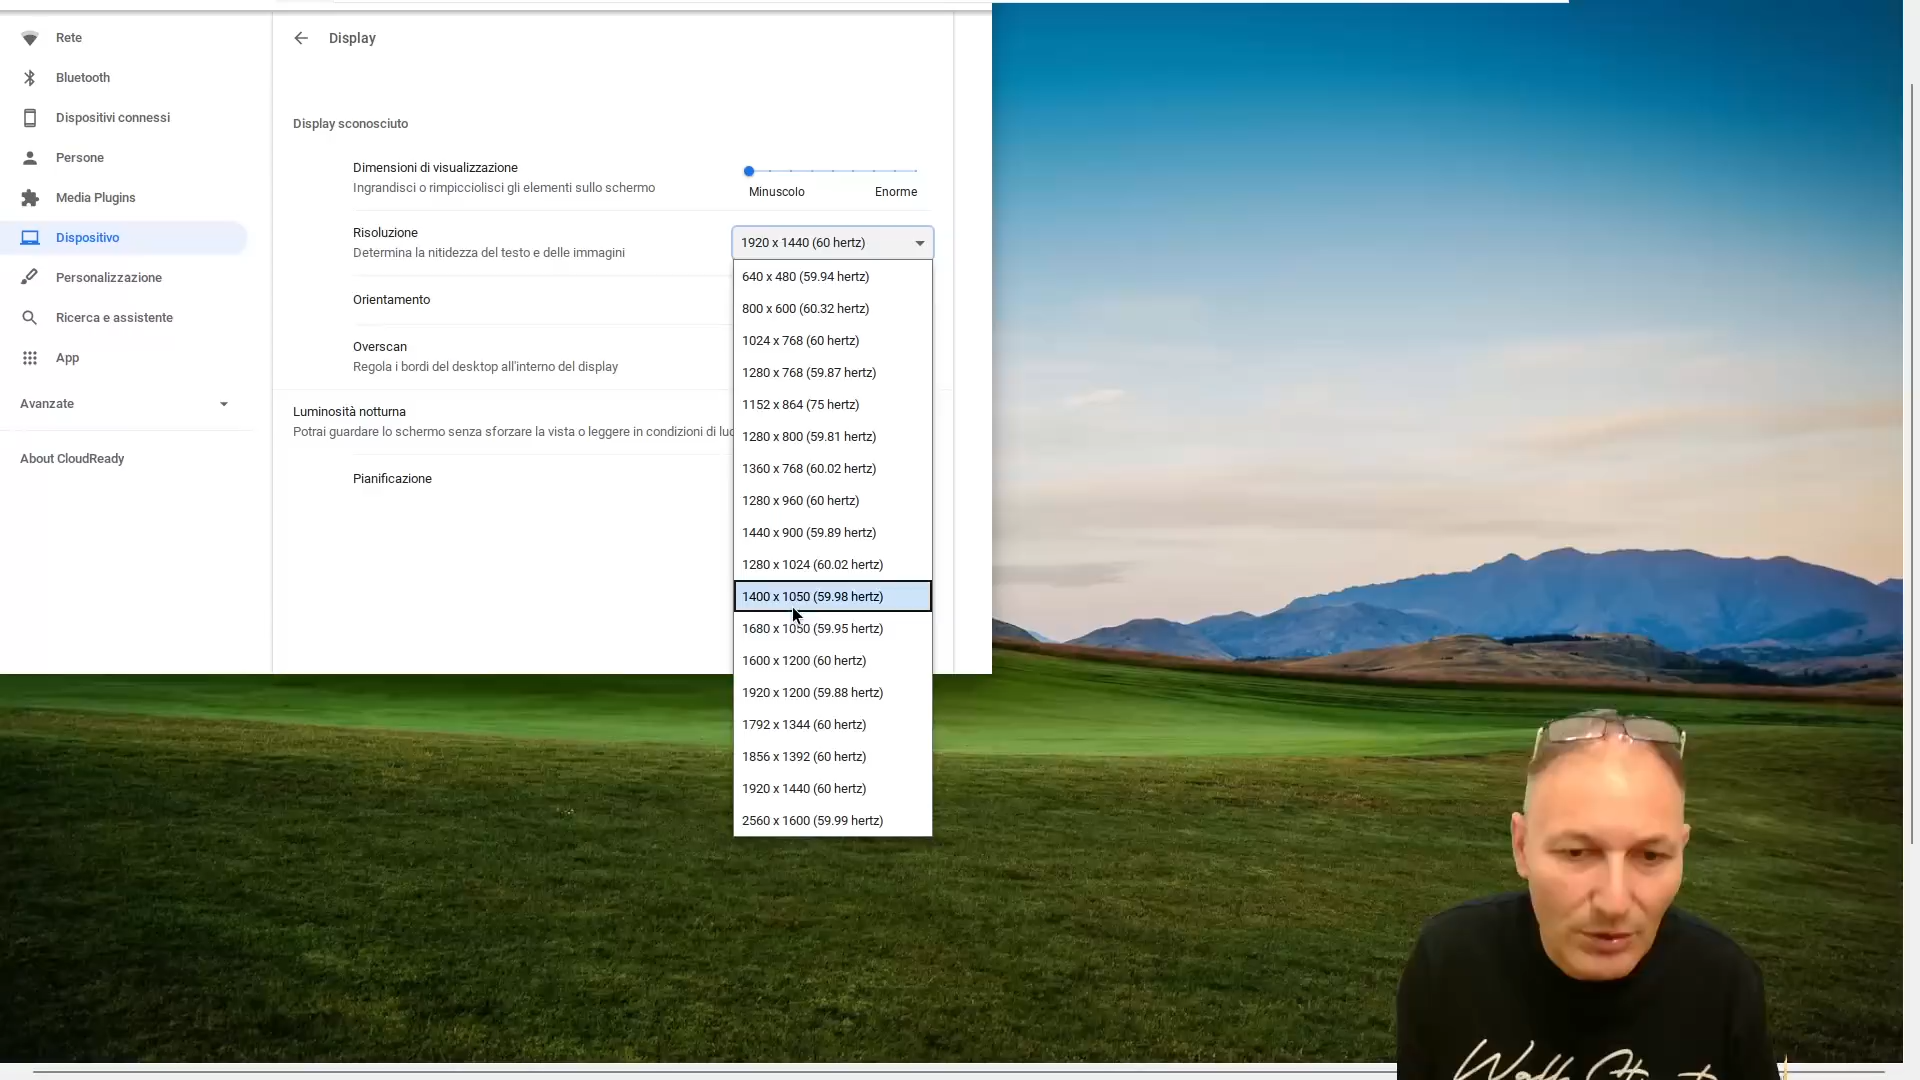 Rete
Bluetooth
Dispositivi connessi
Persone
Media Plugins
Dispositivo
Personalizzazione
Ricerca e assistente
App
Avanzate
About CloudReady
Display
Display sconosciuto
Dimensioni di visualizzazione
Ingrandisci o rimpicciolisci gli elementi sullo schermo
Minuscolo Enorme
Risoluzione
Determina la nitidezza del testo e delle immagini
1920 x 1440 (60 hertz)
Orientamento
Overscan
Regola i bordi del desktop all'interno del display
Luminosità notturna
Potrai guardare lo schermo senza sforzare la vista o leggere in condizioni di
Pianificazione
640 x 480 (59.94 hertz)
800 x 600 (60.32 hertz)
1024 x 768 (60 hertz)
1280 x 768 (59.87 hertz)
1152 x 864 (75 hertz)
1280 x 800 (59.81 hertz)
1360 x 768 (60.02 hertz)
1280 x 960 (60 hertz)
1440 x 900 (59.89 hertz)
1280 x 1024 (60.02 hertz)
1400 x 1050 (59.98 hertz)
1680 x 1050 (59.95 hertz)
1600 x 1200 (60 hertz)
1920 x 1200 (59.88 hertz)
1792 x 1344 (60 hertz)
1856 x 1392 (60 hertz)
1920 x 1440 (60 hertz)
2560 x 1600 (59.99 hertz)